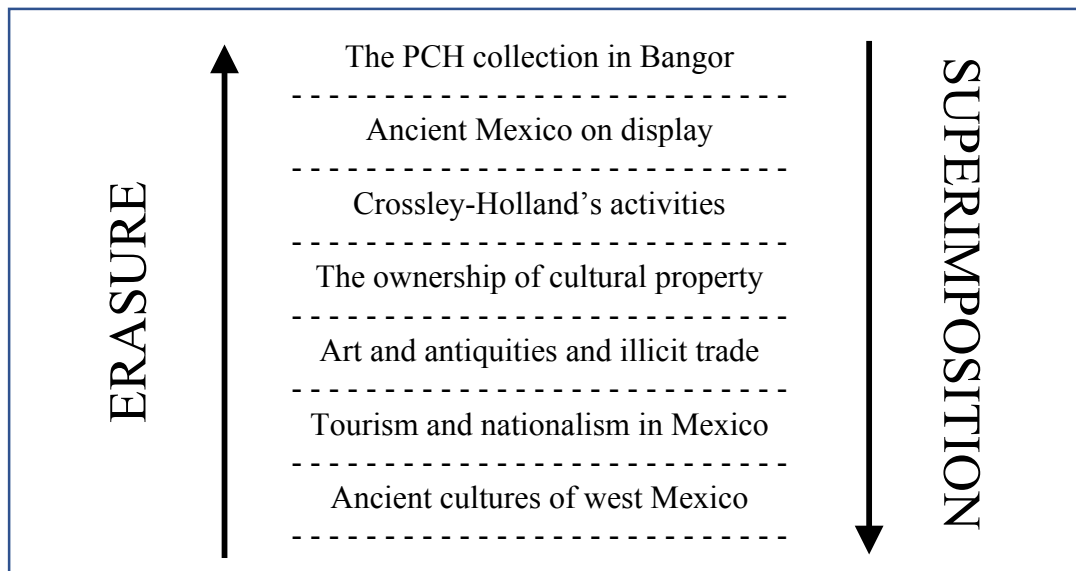 The PCH collection in Bangor
Ancient Mexico on display
Crossley-Holland’s activities
The ownership of cultural property
Art and antiquities and illicit trade
Tourism and nationalism in Mexico
Ancient cultures of west Mexico
ERASURE
SUPERIMPOSITION